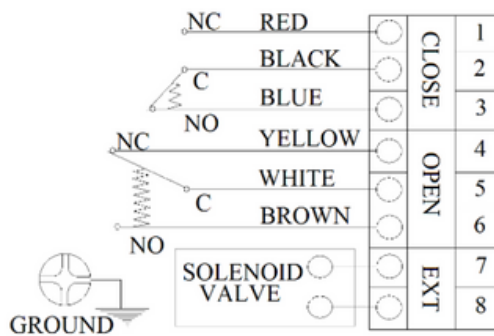 NC RED 1
C BLACK 2
NO BLUE 3
CLOSE
NC YELLOW 4
C WHITE 5
NO BROWN 6
OPEN
SOLENOID 7
VALVE 8
EXT
GROUND